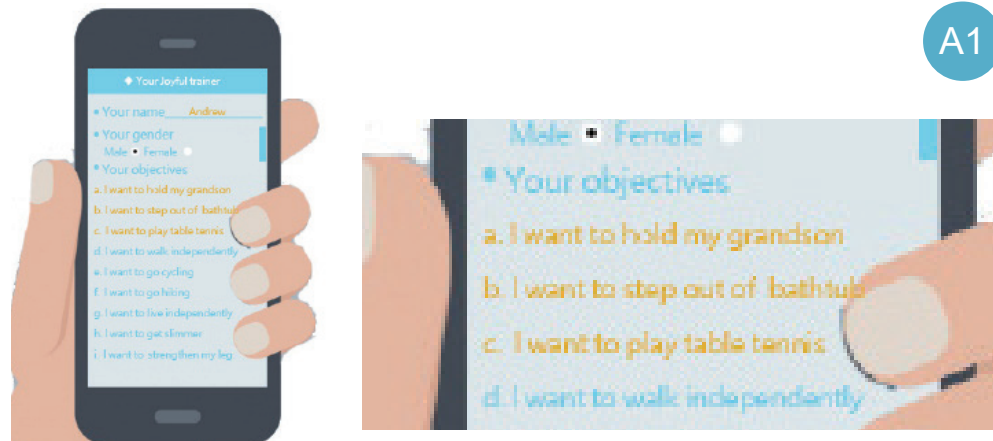 Your Joyful trainer
Your name Andrew
Your gender
Male Female
Your objectives
a. I want to hold my grandson
b. I want to step out of bathtub
c. I want to play table tennis
d. I want to walk independently
e. I want to go cycling
f. I want to go hiking
g. I want to live independently
h. I want to get slimmer
i. I want to strengthen my leg
A1
Male Female
Your objectives
a. I want to hold my grandson
b. I want to step out of bathtub
c. I want to play table tennis
d. I want to walk independently